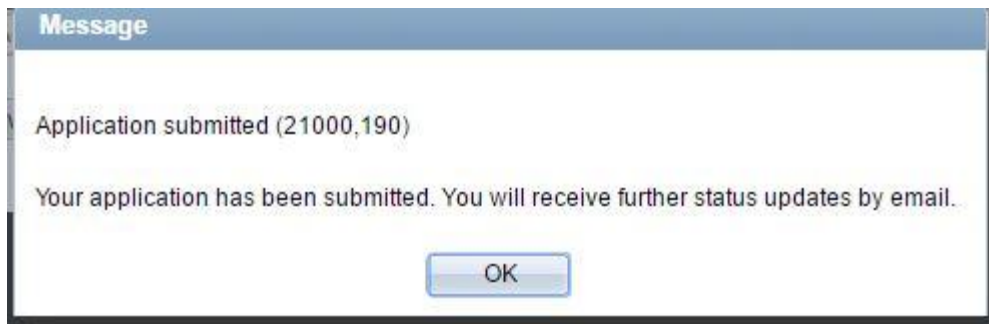 Message
Application submitted (21000,190)
Your application has been submitted. You will receive further status updates by email.
OK